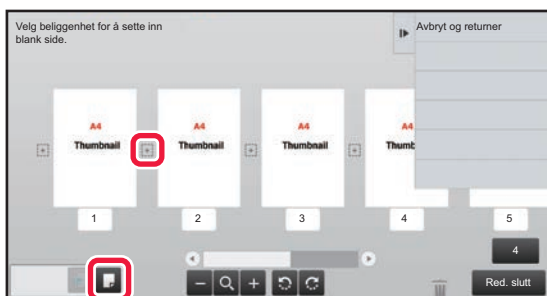 Velg beliggenhet for å sette inn
blank side.
Avbryt og returner
A4
Thumbnail
A4
Thumbnail
A4
Thumbnail
A4
Thumb
1
2
3
4
5
4
Red. slutt